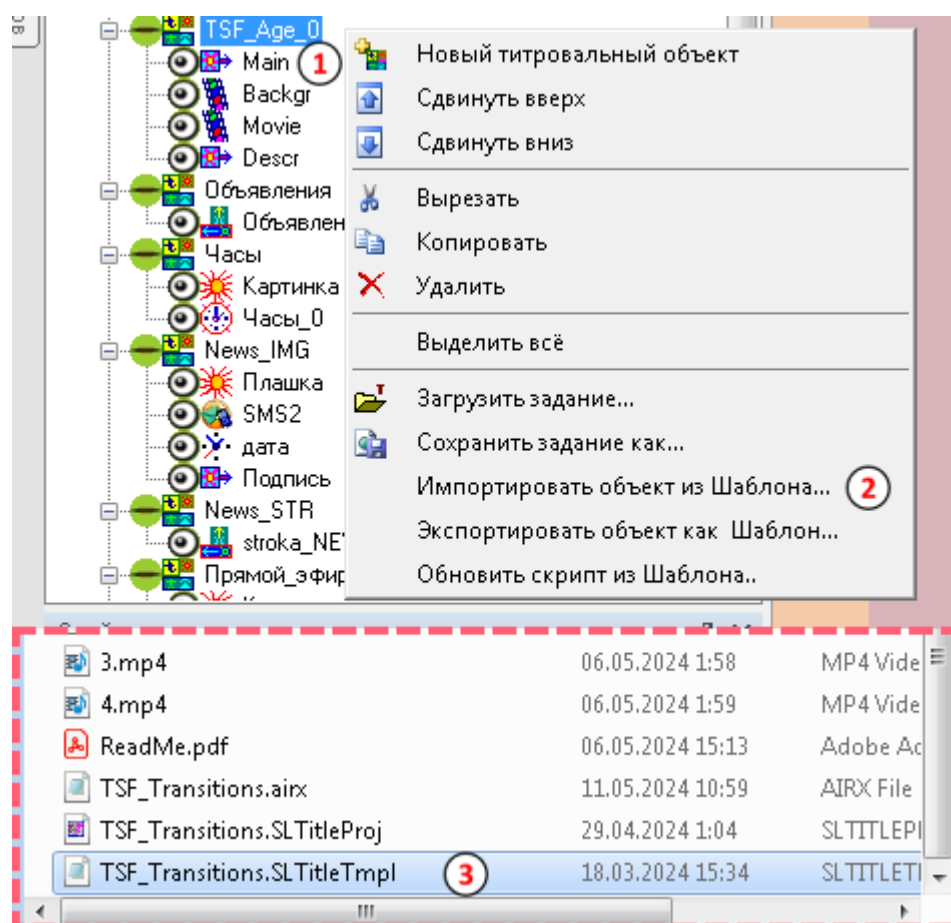 TSF_Age_0
Main 1
Backgr
Movie
Descr
Объявления
Объявлен
Часы
Картинка
Часы_0
News_IMG
Плашка
SMS2
дата
Подпись
News_STR
stroka_NE
Прямой_эфир
Новый титровальный объект
Сдвинуть вверх
Сдвинуть вниз
Вырезать
Копировать
Удалить
Выделить всё
Загрузить задание...
Сохранить задание как...
Импортировать объект из Шаблона... 2
Экспортировать объект как Шаблон...
Обновить скрипт из Шаблона..
3.mp4 06.05.2024 1:58 MP4 Vide
4.mp4 06.05.2024 1:59 MP4 Vide
ReadMe.pdf 06.05.2024 15:13 Adobe Ac
TSF_Transitions.airx 11.05.2024 10:59 AIRX File
TSF_Transitions.SLTitleProj 29.04.2024 1:04 SLTITLEP
TSF_Transitions.SLTitleTmpl 3 18.03.2024 15:34 SLTITLET